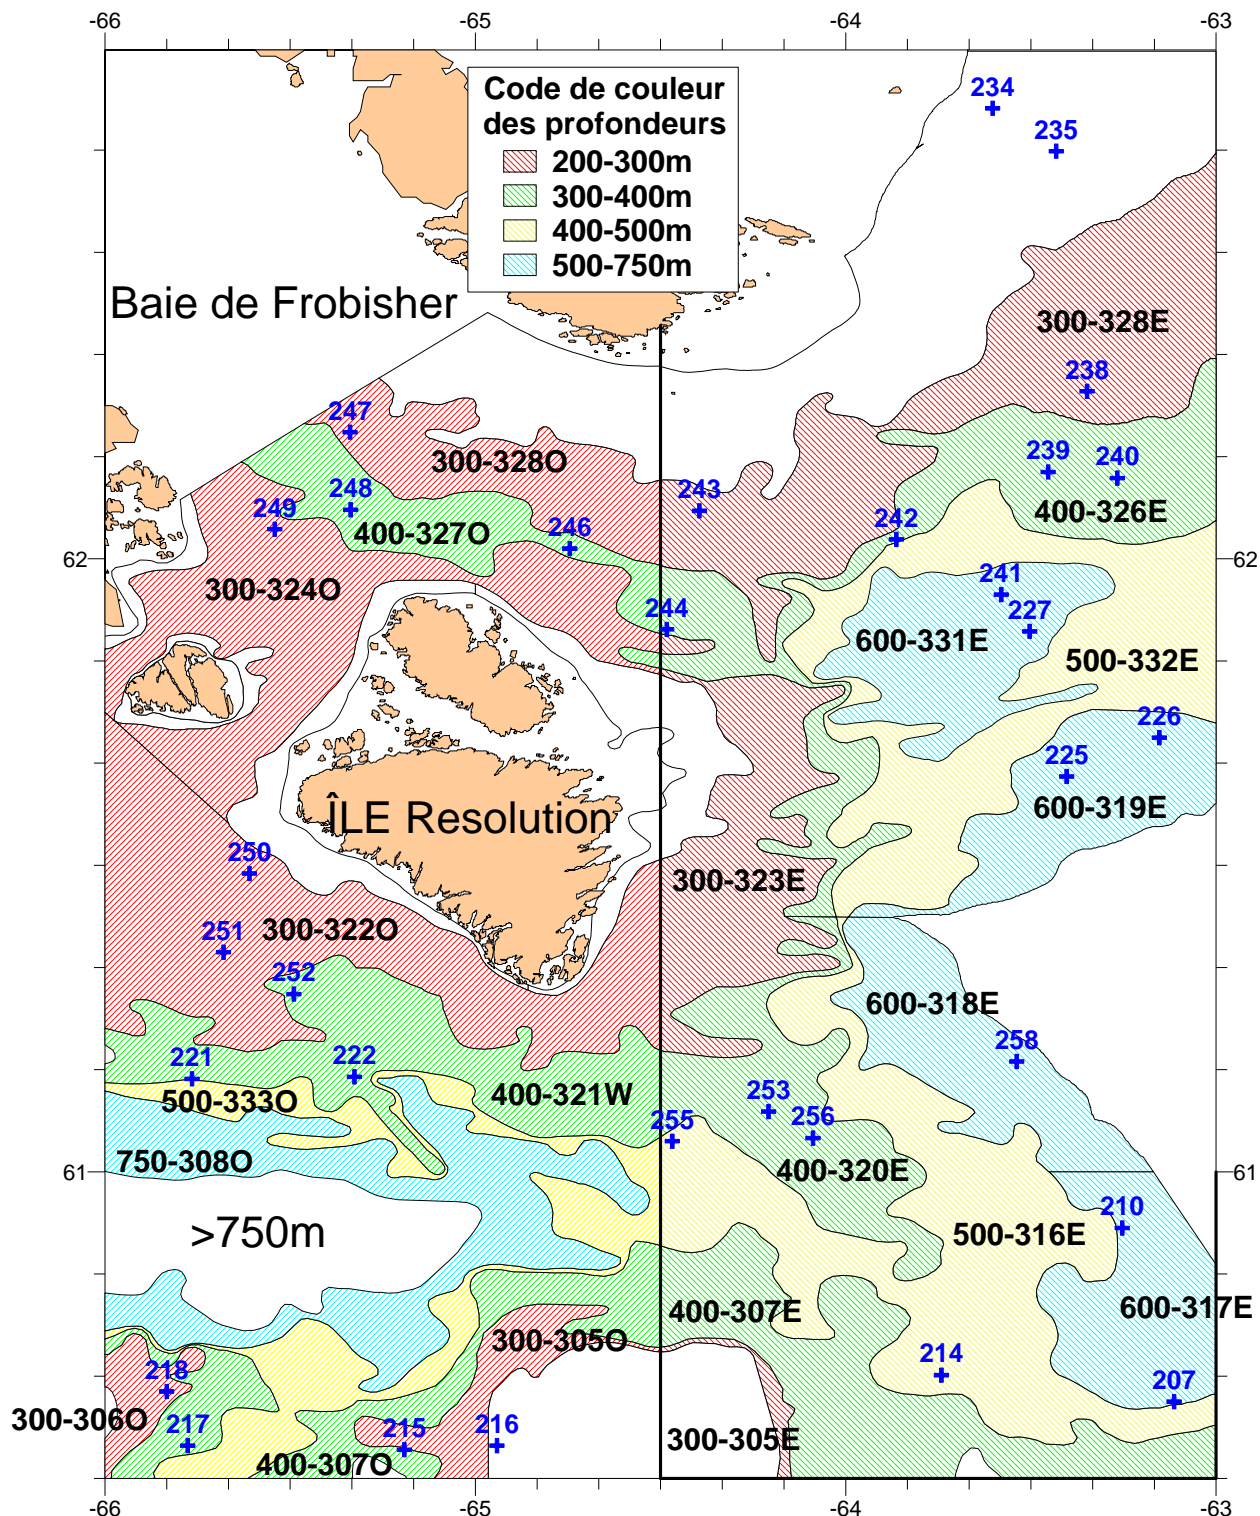 -66 -65 -64 -63
Code de couleur
des profondeurs
200-300m
300-400m
400-500m
500-750m
234
235
Baie de Frobisher
300-328E
238
247
300-328O
239
240
248
243
400-326E
249
246
242
400-327O
62
62
300-324O
241
244
227
600-331E
500-332E
226
225
ÎLE Resolution
600-319E
250
300-323E
251
300-322O
252
600-318E
258
221
222
500-333O
400-321W
253
255
256
750-308O
400-320E
61
61
210
>750m
500-316E
400-307E
600-317E
300-305O
218
214
207
300-306O
217
215
216
300-305E
400-307O
-66 -65 -64 -63